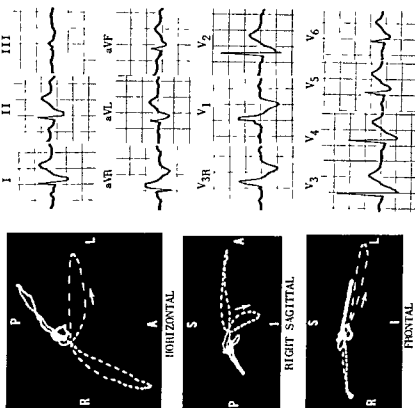 I II III
aVR aVL aVF
V3R V1 V2
V3 V4 V5 V6
P
R L
A
HORIZONTAL
S
P A
I
RIGHT SAGITTAL
S
R L
I
FRONTAL